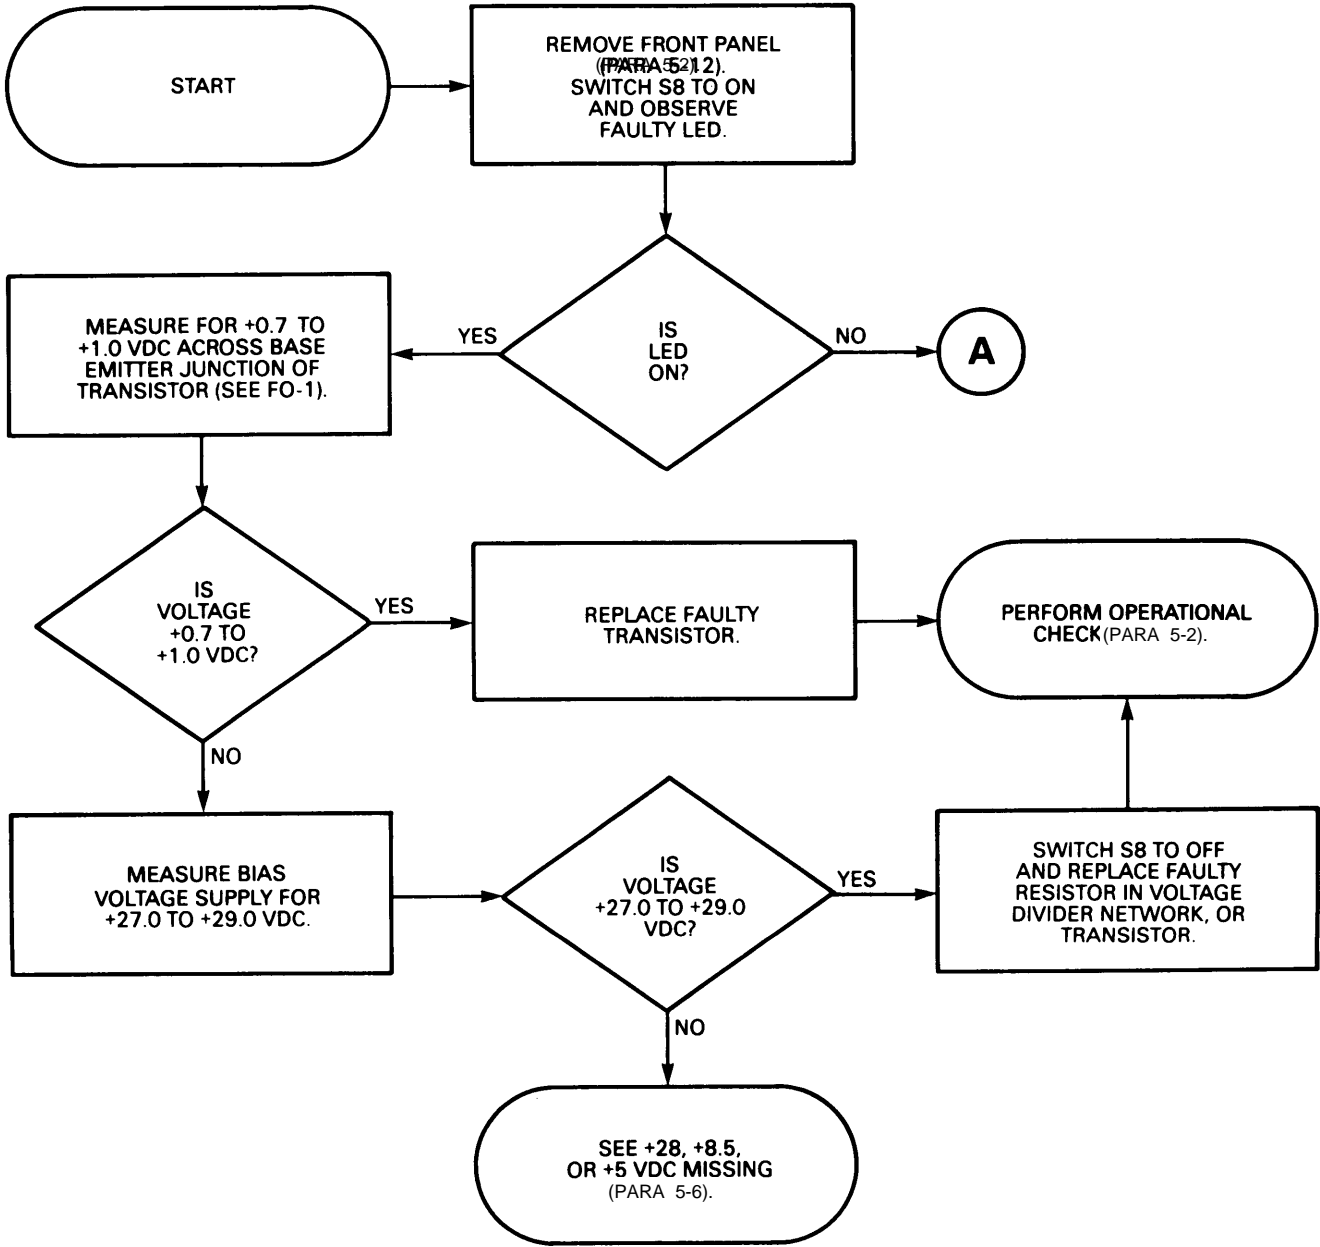 START
REMOVE FRONT PANEL
(PARA 5-12).
SWITCH S8 TO ON
AND OBSERVE
FAULTY LED.
IS
LED
ON?
YES
NO
A
MEASURE FOR +0.7 TO
+1.0 VDC ACROSS BASE
EMITTER JUNCTION OF
TRANSISTOR (SEE FO-1).
IS
VOLTAGE
+0.7 TO
+1.0 VDC?
YES
REPLACE FAULTY
TRANSISTOR.
PERFORM OPERATIONAL
CHECK (PARA 5-2).
NO
MEASURE BIAS
VOLTAGE SUPPLY FOR
+27.0 TO +29.0 VDC.
IS
VOLTAGE
+27.0 TO +29.0
VDC?
YES
SWITCH S8 TO OFF
AND REPLACE FAULTY
RESISTOR IN VOLTAGE
DIVIDER NETWORK, OR
TRANSISTOR.
NO
SEE +28, +8.5,
OR +5 VDC MISSING
(PARA 5-6).